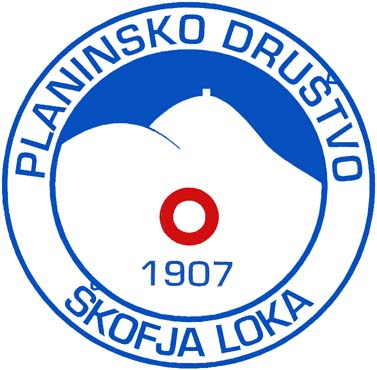 PLANINSKO DRUŠTVO
1907
ŠKOFJA LOKA